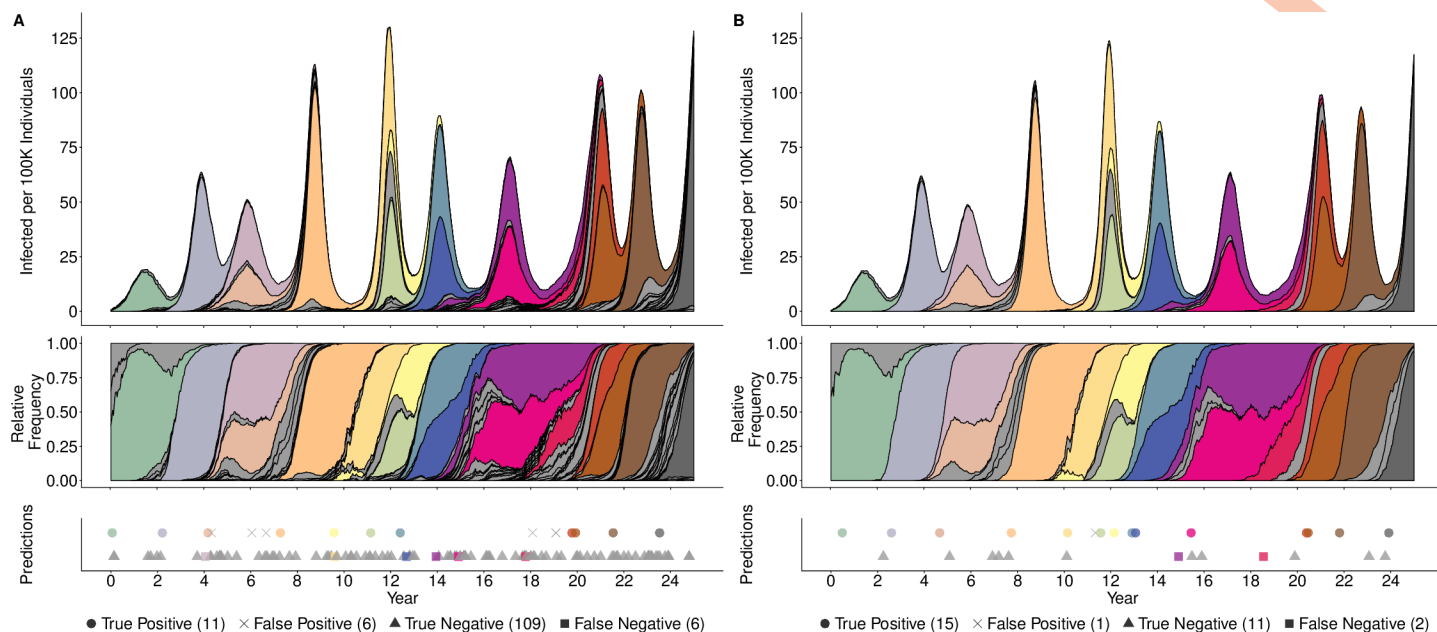 A
B
Infected per 100K Individuals
125
100
75
50
25
0
Infected per 100K Individuals
125
100
75
50
25
0
Relative
Frequency
1.00
0.75
0.50
0.25
0.00
Relative
Frequency
1.00
0.75
0.50
0.25
0.00
Predictions
Predictions
0 2 4 6 8 10 12 14 16 18 20 22 24
0 2 4 6 8 10 12 14 16 18 20 22 24
Year
Year
True Positive (11) False Positive (6) True Negative (109) False Negative (6)
True Positive (15) False Positive (1) True Negative (11) False Negative (2)